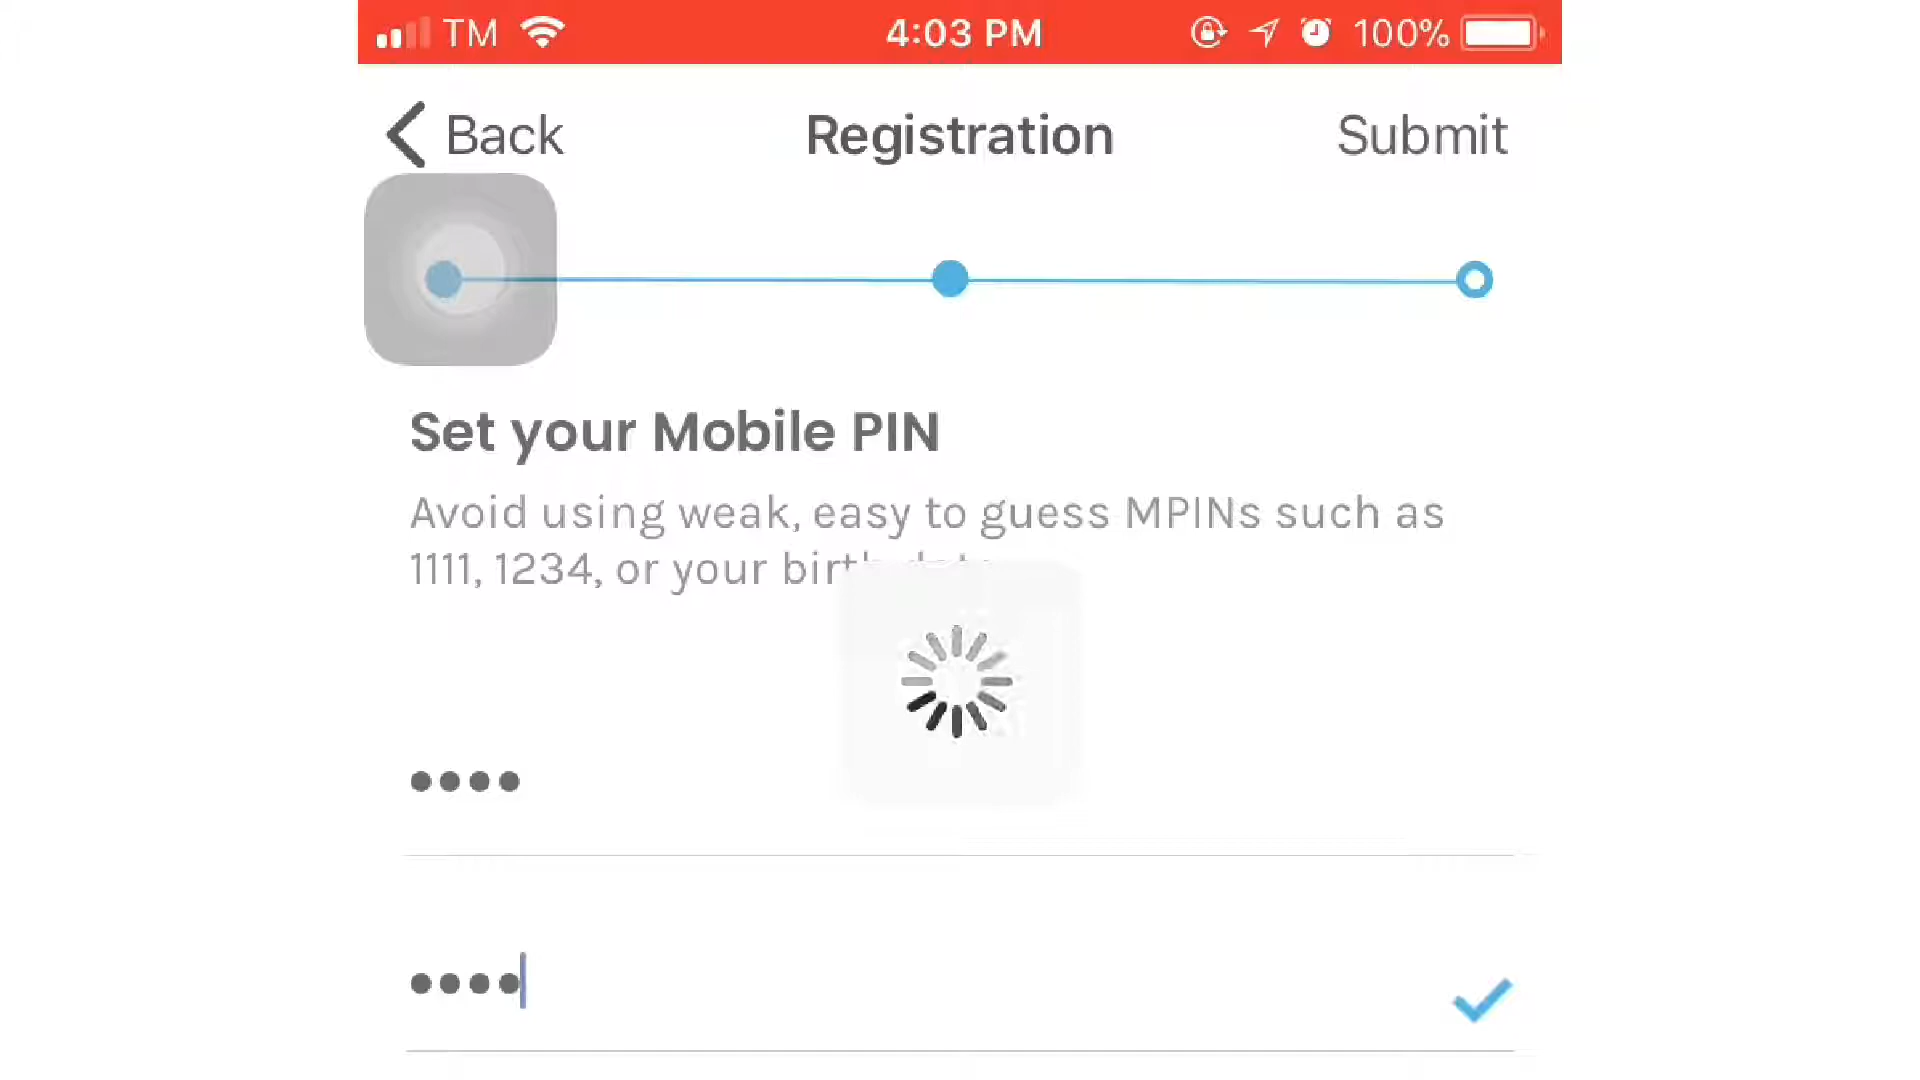 TM 4:03 PM 100%
Back Registration Submit
Set your Mobile PIN
Avoid using weak, easy to guess MPINs such as
1111, 1234, or your